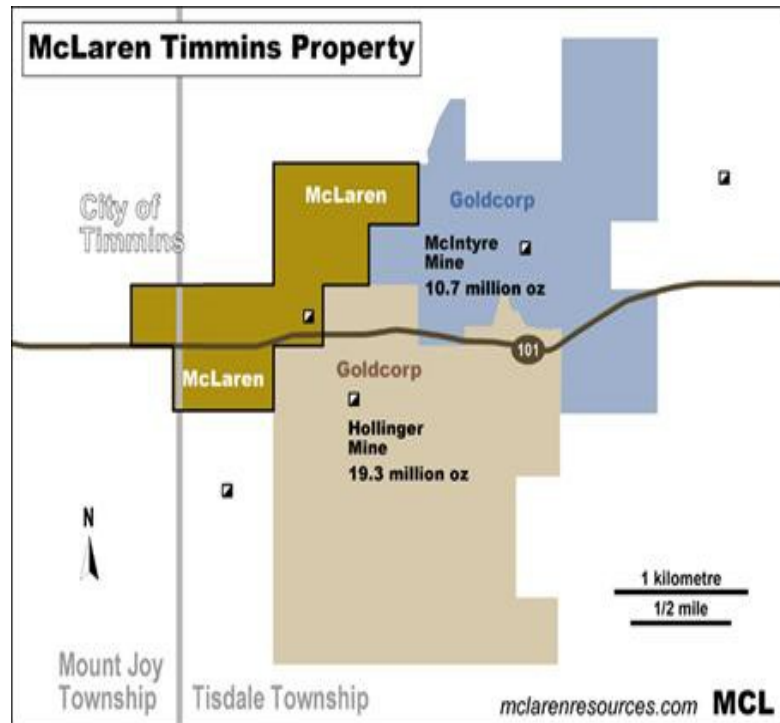 McLaren Timmins Property
McLaren
City of
Timmins
Goldcorp
McIntyre
Mine
10.7 million oz
101
McLaren
Goldcorp
Hollinger
Mine
19.3 million oz
N
1 kilometre
1/2 mile
Mount Joy
Township
Tisdale Township
mclarenresources.com MCL